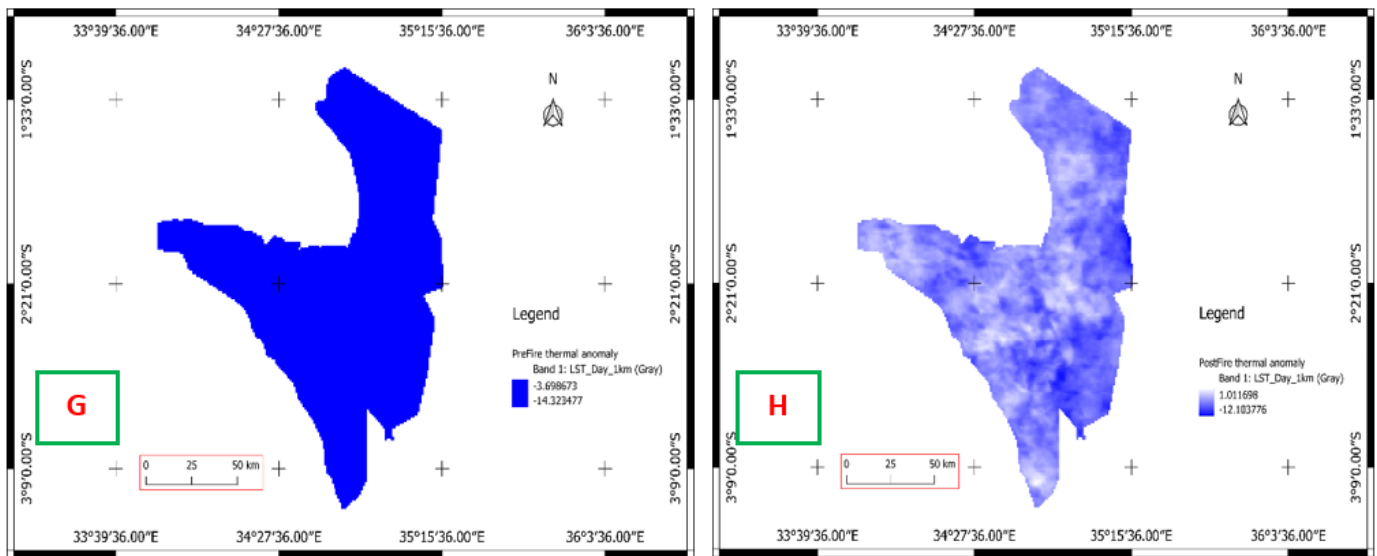 33°39'36.00"E 34°27'36.00"E 35°15'36.00"E 36°3'36.00"E
N
1°33'0.00"S 1°33'0.00"S
2°21'0.00"S 2°21'0.00"S
Legend
PreFire thermal anomaly
Band 1: LST_Day_1km (Gray)
-3.698673
-14.323477
G
0 25 50 km
3°9'0.00"S 3°9'0.00"S
33°39'36.00"E 34°27'36.00"E 35°15'36.00"E 36°3'36.00"E
33°39'36.00"E 34°27'36.00"E 35°15'36.00"E 36°3'36.00"E
N
1°33'0.00"S 1°33'0.00"S
2°21'0.00"S 2°21'0.00"S
Legend
PostFire thermal anomaly
Band 1: LST_Day_1km (Gray)
1.011698
-12.103776
H
0 25 50 km
3°9'0.00"S 3°9'0.00"S
33°39'36.00"E 34°27'36.00"E 35°15'36.00"E 36°3'36.00"E